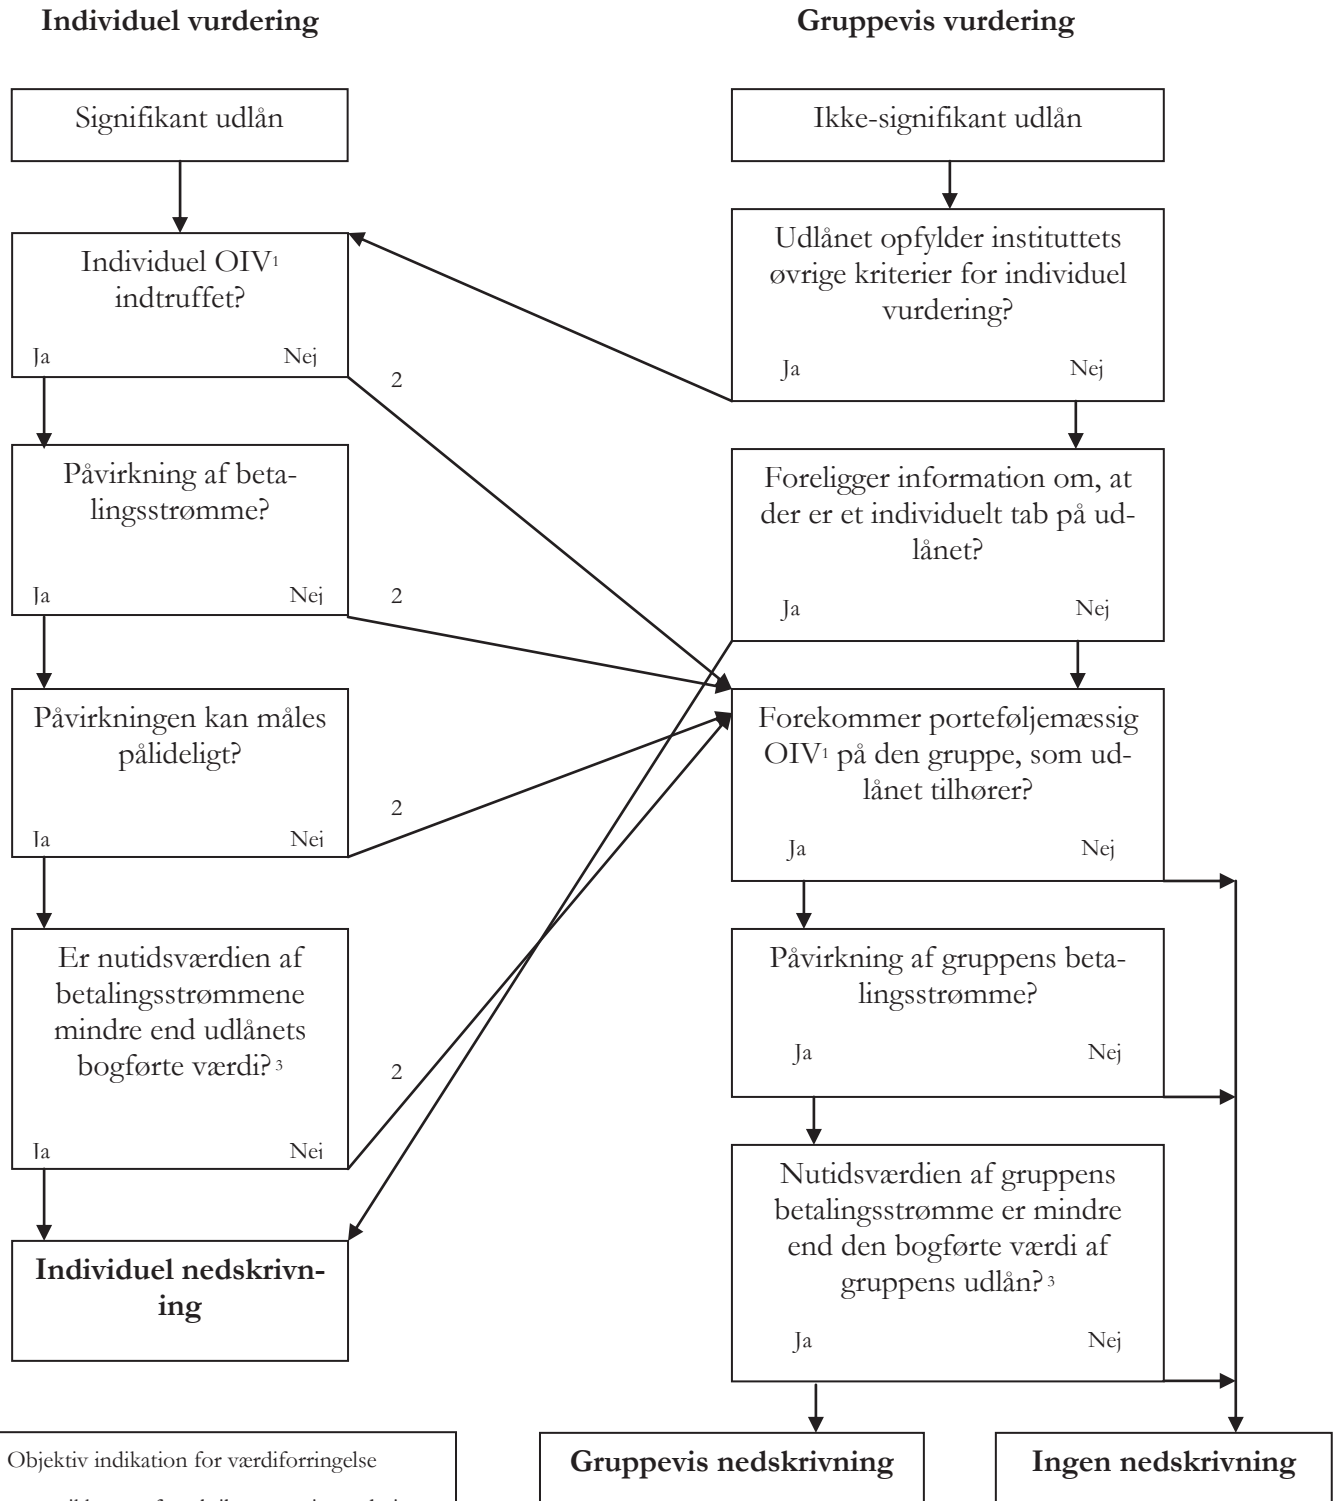 Individuel vurdering
Gruppevis vurdering
Signifikant udlån
Ikke-signifikant udlån
Individuel OIV¹
indtruffet?
Ja Nej
2
Udlånet opfylder instituttets
øvrige kriterier for individuel
vurdering?
Ja Nej
Påvirkning af beta-
lingsstrømme?
Ja Nej
2
Foreligger information om, at
der er et individuelt tab på ud-
lånet?
Ja Nej
Påvirkningen kan måles
pålideligt?
Ja Nej
2
Forekommer porteføljemæssig
OIV¹ på den gruppe, som ud-
lånet tilhører?
Ja Nej
Er nutidsværdien af
betalingsstrømmene
mindre end udlånets
bogførte værdi? ³
Ja Nej
2
Påvirkning af gruppens beta-
lingsstrømme?
Ja Nej
Nutidsværdien af gruppens
betalingsstrømme er mindre
end den bogførte værdi af
gruppens udlån? ³
Ja Nej
Individuel nedskrivn-
ing
Objektiv indikation for værdiforringelse
Gruppevis nedskrivning
Ingen nedskrivning